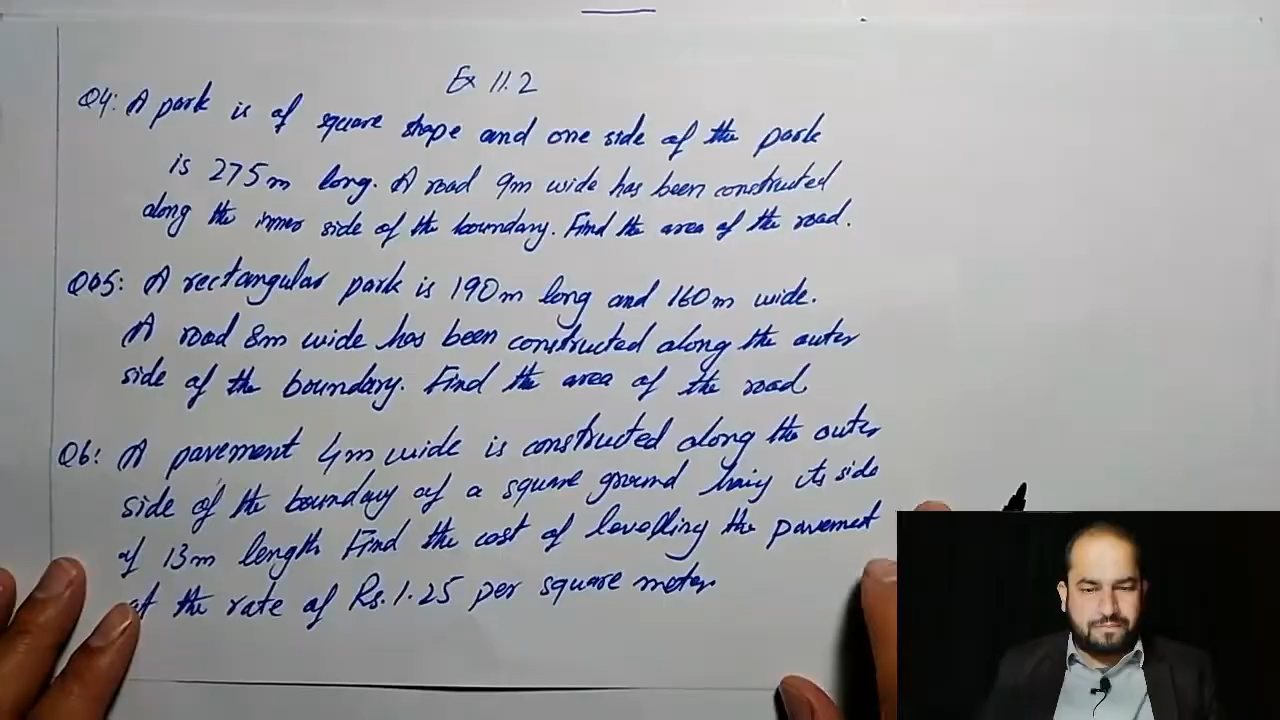 Ex 11.2
Q4: A park is of square shape and one side of the park
is 275m long. A road 9m wide has been constructed
along the inner side of the boundary. Find the area of the road.
Q05: A rectangular park is 190m long and 160m wide.
A road 8m wide has been constructed along the outer
side of the boundary. Find the area of the road
Q6: A pavement 4m wide is constructed along the outer
side of the boundary of a square ground its side
of 13m length Find the cost of levelling the pavement
at the rate of Rs. 1.25 per square meter